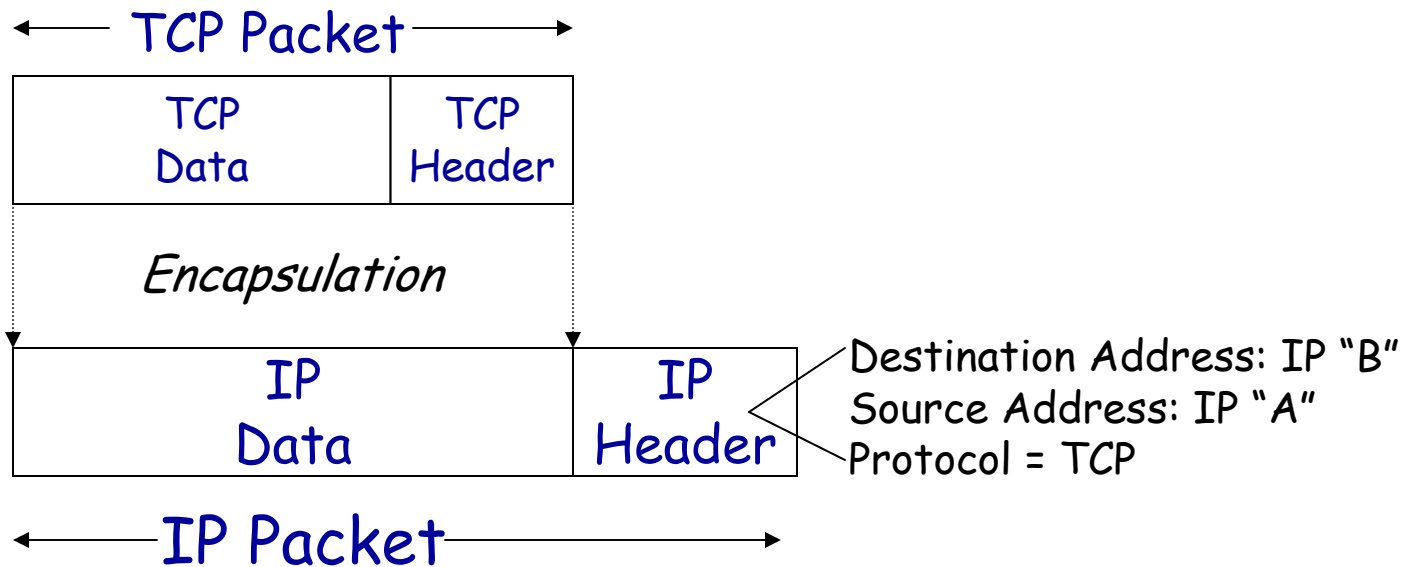 TCP Packet
TCP
Data
TCP
Header
Encapsulation
IP
Data
IP
Header
Destination Address: IP “B”
Source Address: IP “A”
Protocol = TCP
IP Packet